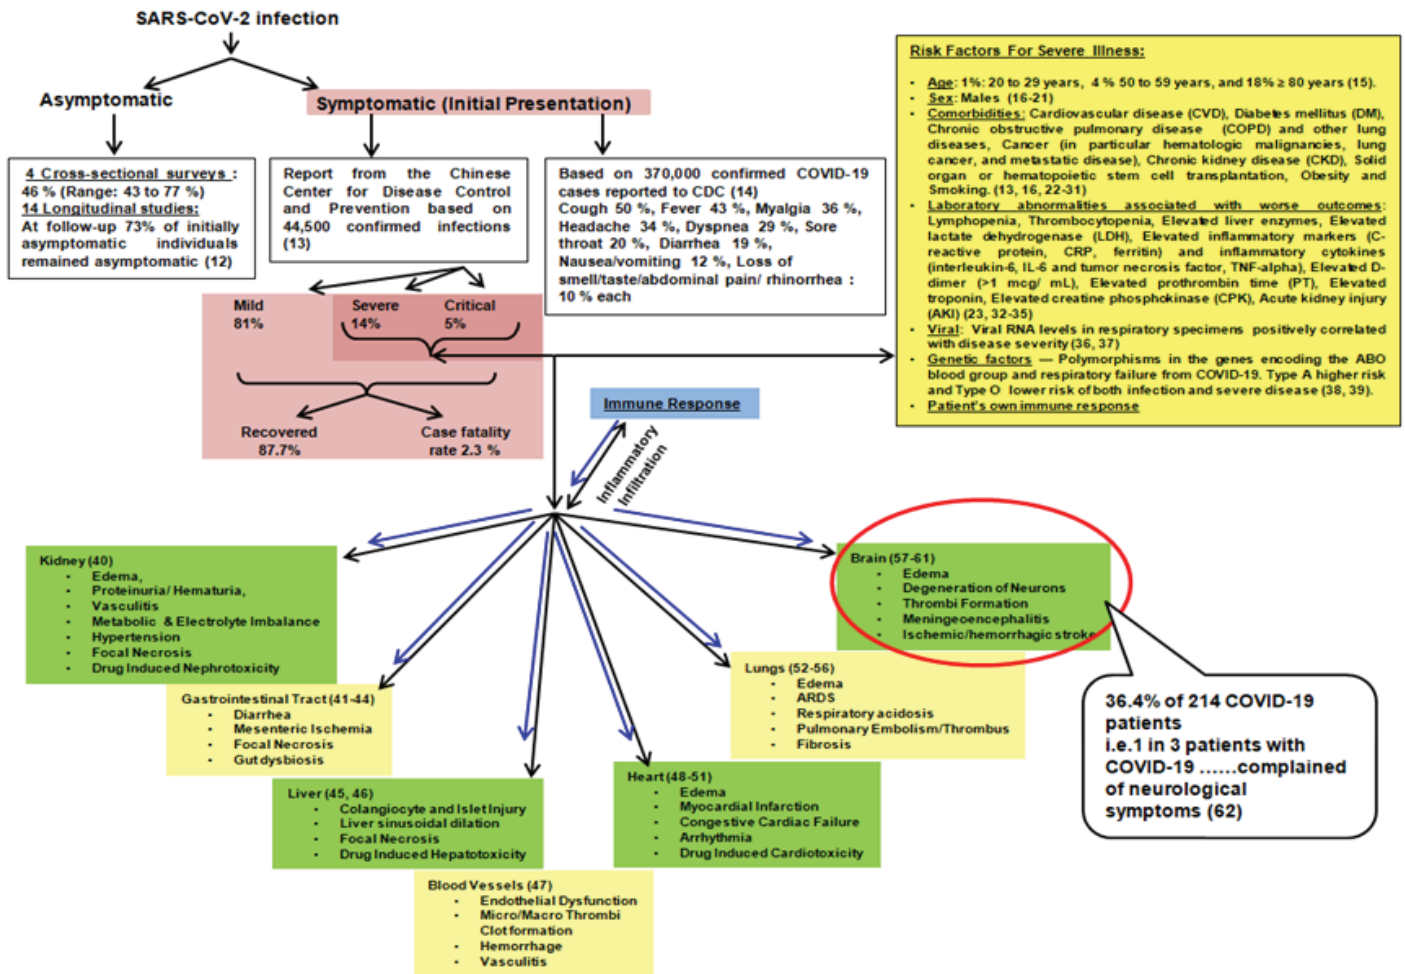 SARS-CoV-2 infection
Asymptomatic
Symptomatic (Initial Presentation)
4 Cross-sectional surveys :
46 % (Range: 43 to 77 %)
14 Longitudinal studies:
At follow-up 73% of initially
asymptomatic individuals
remained asymptomatic (12)
Report from the Chinese
Center for Disease Control
and Prevention based on
44,500 confirmed infections
(13)
Based on 370,000 confirmed COVID-19
cases reported to CDC (14)
Cough 50 %, Fever 43 %, Myalgia 36 %,
Headache 34 %, Dyspnea 29 %, Sore
throat 20 %, Diarrhea 19 %,
Nausea/vomiting 12 %, Loss of
smell/taste/abdominal pain/ rhinorrhea :
10 % each
Risk Factors For Severe Illness:
• Age: 1%: 20 to 29 years, 4 % 50 to 59 years, and 18% ≥ 80 years (15).
• Sex: Males (16-21)
• Comorbidities: Cardiovascular disease (CVD), Diabetes mellitus (DM),
Chronic obstructive pulmonary disease (COPD) and other lung
diseases, Cancer (in particular hematologic malignancies, lung
cancer, and metastatic disease), Chronic kidney disease (CKD), Solid
organ or hematopoietic stem cell transplantation, Obesity and
Smoking. (13, 16, 22-31)
• Laboratory abnormalities associated with worse outcomes:
Lymphopenia, Thrombocytopenia, Elevated liver enzymes, Elevated
lactate dehydrogenase (LDH), Elevated inflammatory markers (C-
reactive protein, CRP, ferritin) and inflammatory cytokines
(interleukin-6, IL-6 and tumor necrosis factor, TNF-alpha), Elevated D-
dimer (>1 mcg/ mL), Elevated prothrombin time (PT), Elevated
troponin, Elevated creatine phosphokinase (CPK), Acute kidney injury
(AKI) (23, 32-35)
• Viral: Viral RNA levels in respiratory specimens positively correlated
with disease severity (36, 37)
• Genetic factors — Polymorphisms in the genes encoding the ABO
blood group and respiratory failure from COVID-19. Type A higher risk
and Type O lower risk of both infection and severe disease (38, 39).
• Patient's own immune response
Mild
81%
Severe
14%
Critical
5%
Recovered
87.7%
Case fatality
rate 2.3 %
Immune Response
Inflammatory
Infiltration
Kidney (40)
• Edema,
• Proteinuria/ Hematuria,
• Vasculitis
• Metabolic & Electrolyte Imbalance
• Hypertension
• Focal Necrosis
• Drug Induced Nephrotoxicity
Gastrointestinal Tract (41-44)
• Diarrhea
• Mesenteric Ischemia
• Focal Necrosis
• Gut dysbiosis
Liver (45, 46)
• Colangiocyte and Islet Injury
• Liver sinusoidal dilation
• Focal Necrosis
• Drug Induced Hepatotoxicity
Blood Vessels (47)
• Endothelial Dysfunction
• Micro/Macro Thrombi
Clot formation
• Hemorrhage
• Vasculitis
Heart (48-51)
• Edema
• Myocardial Infarction
• Congestive Cardiac Failure
• Arrhythmia
• Drug Induced Cardiotoxicity
Lungs (52-56)
• Edema
• ARDS
• Respiratory acidosis
• Pulmonary Embolism/Thrombus
• Fibrosis
Brain (57-61)
• Edema
• Degeneration of Neurons
• Thrombi Formation
• Meningeoencephalitis
• Ischemic/hemorrhagic stroke
36.4% of 214 COVID-19
patients
i.e.1 in 3 patients with
COVID-19 ......complained
of neurological
symptoms (62)